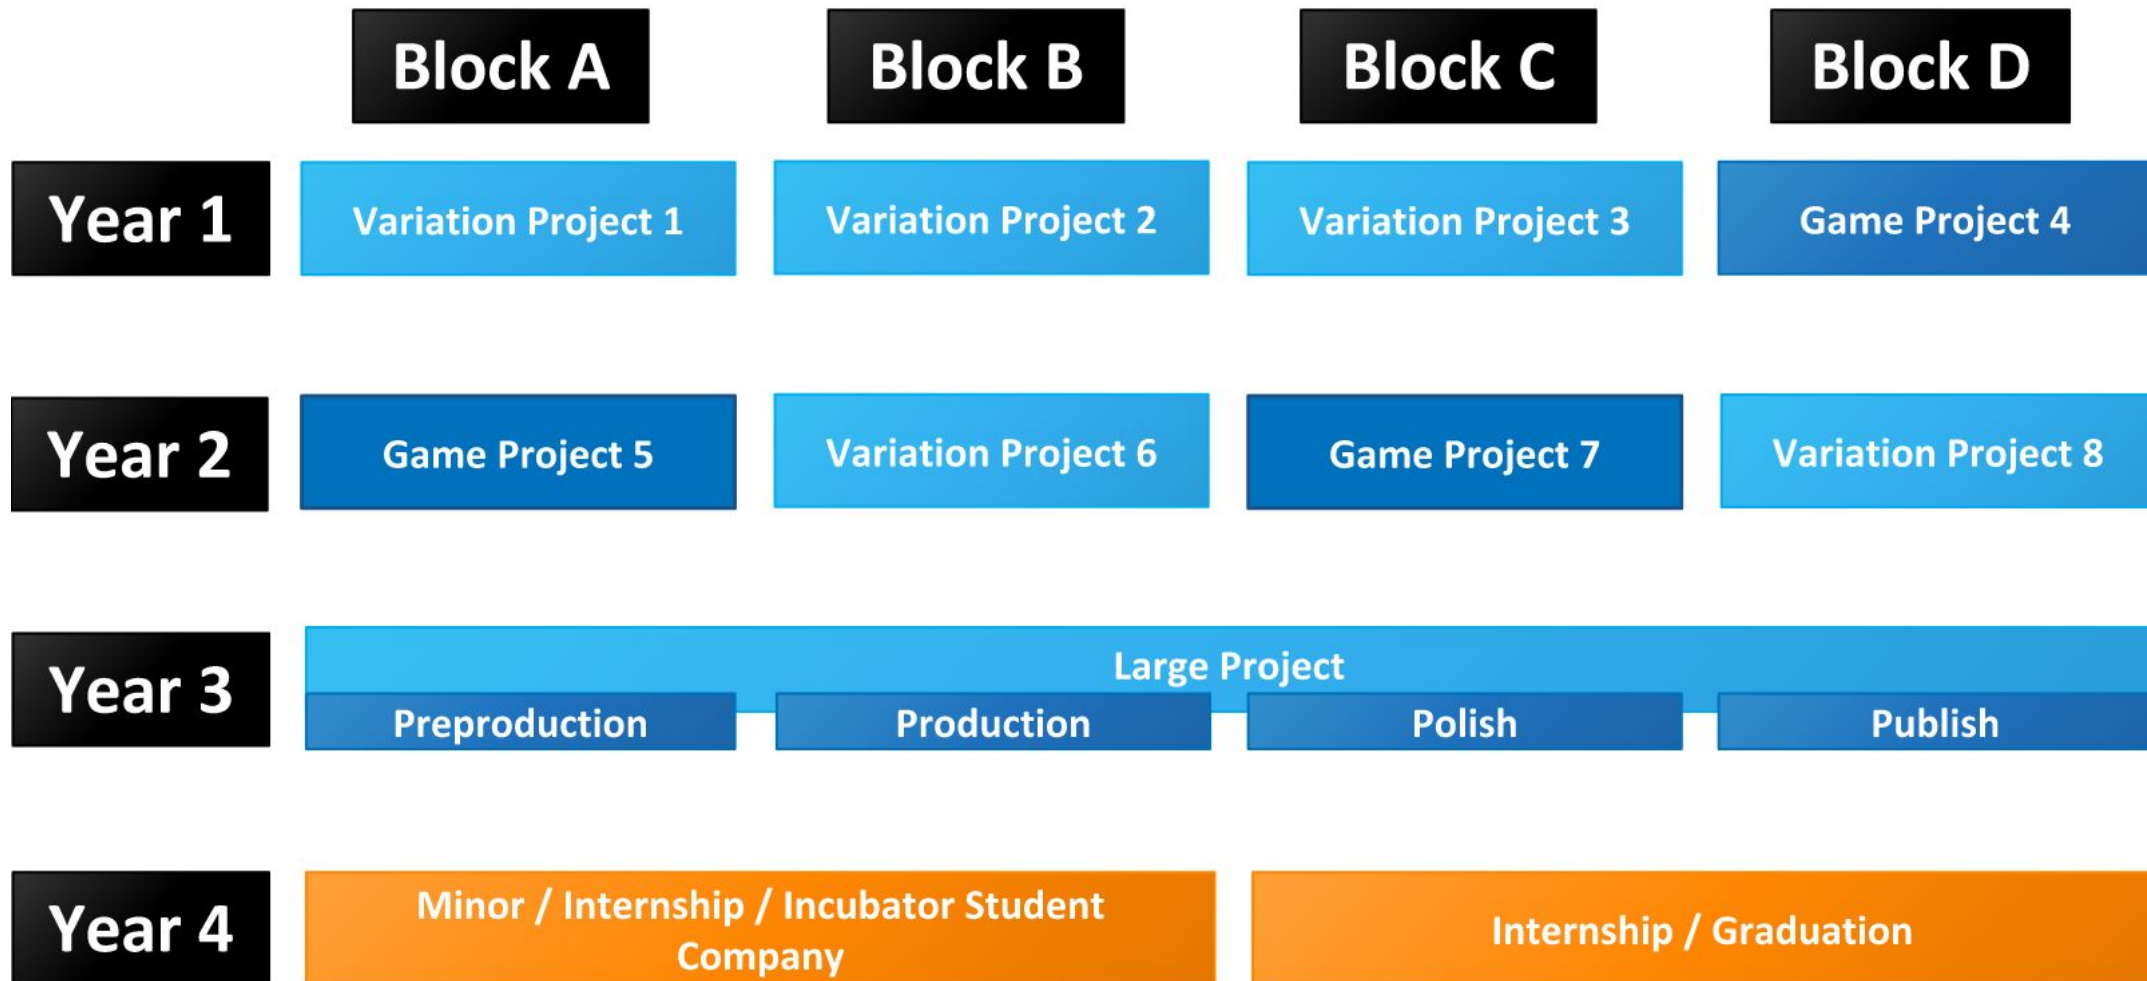 Block A
Block B
Block C
Block D
Year 1
Variation Project 1
Variation Project 2
Variation Project 3
Game Project 4
Year 2
Game Project 5
Variation Project 6
Game Project 7
Variation Project 8
Year 3
Large Project
Preproduction
Production
Polish
Publish
Year 4
Minor / Internship / Incubator Student
Company
Internship / Graduation